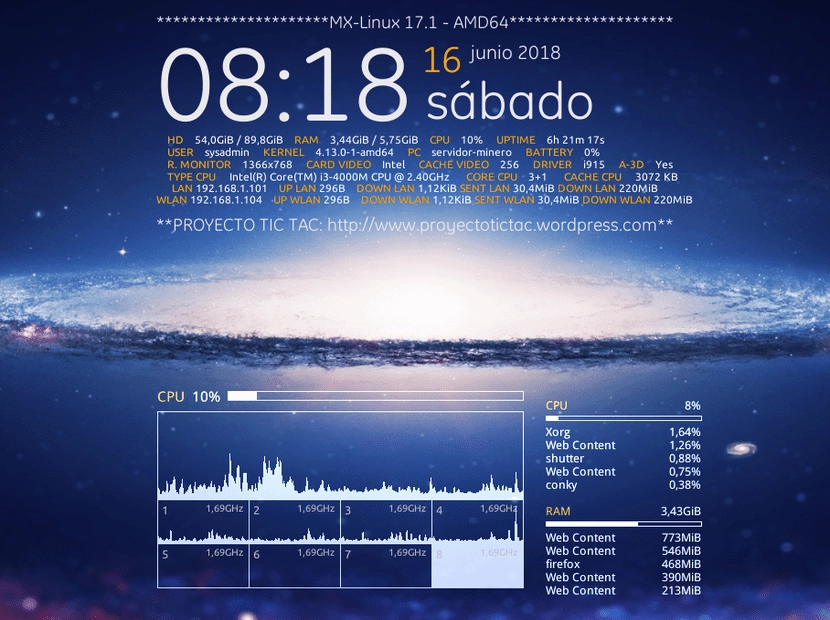 *********************MX-Linux 17.1 - AMD64********************
08:18 16 junio 2018
sábado
HD 54,0GiB / 89,8GiB RAM 3,44GiB / 5,75GiB CPU 10% UPTIME 6h 21m 17s
USER sysadmin KERNEL 4.13.0-1-amd64 PC servidor-minero BATTERY 0%
R. MONITOR 1366x768 CARD VIDEO Intel CACHE VIDEO 256 DRIVER i915 A-3D Yes
TYPE CPU Intel(R) Core(TM) i3-4000M CPU @ 2.40GHz CORE CPU 3+1 CACHE CPU 3072 KB
LAN 192.168.1.101 UP LAN 296B DOWN LAN 1,12KiB SENT LAN 30,4MiB DOWN LAN 220MiB
WLAN 192.168.1.104 UP WLAN 296B DOWN WLAN 1,12KiB SENT WLAN 30,4MiB DOWN WLAN 220MiB
**PROYECTO TIC TAC: http://www.proyectotictac.wordpress.com**
CPU 10%
1 1,69GHz 2 1,69GHz 3 1,69GHz 4 1,69GHz
5 1,69GHz 6 1,69GHz 7 1,69GHz 8 1,69GHz
CPU 8%
Xorg 1,64%
Web Content 1,26%
shutter 0,88%
Web Content 0,75%
conky 0,38%
RAM 3,43GiB
Web Content 773MiB
Web Content 546MiB
firefox 468MiB
Web Content 390MiB
Web Content 213MiB